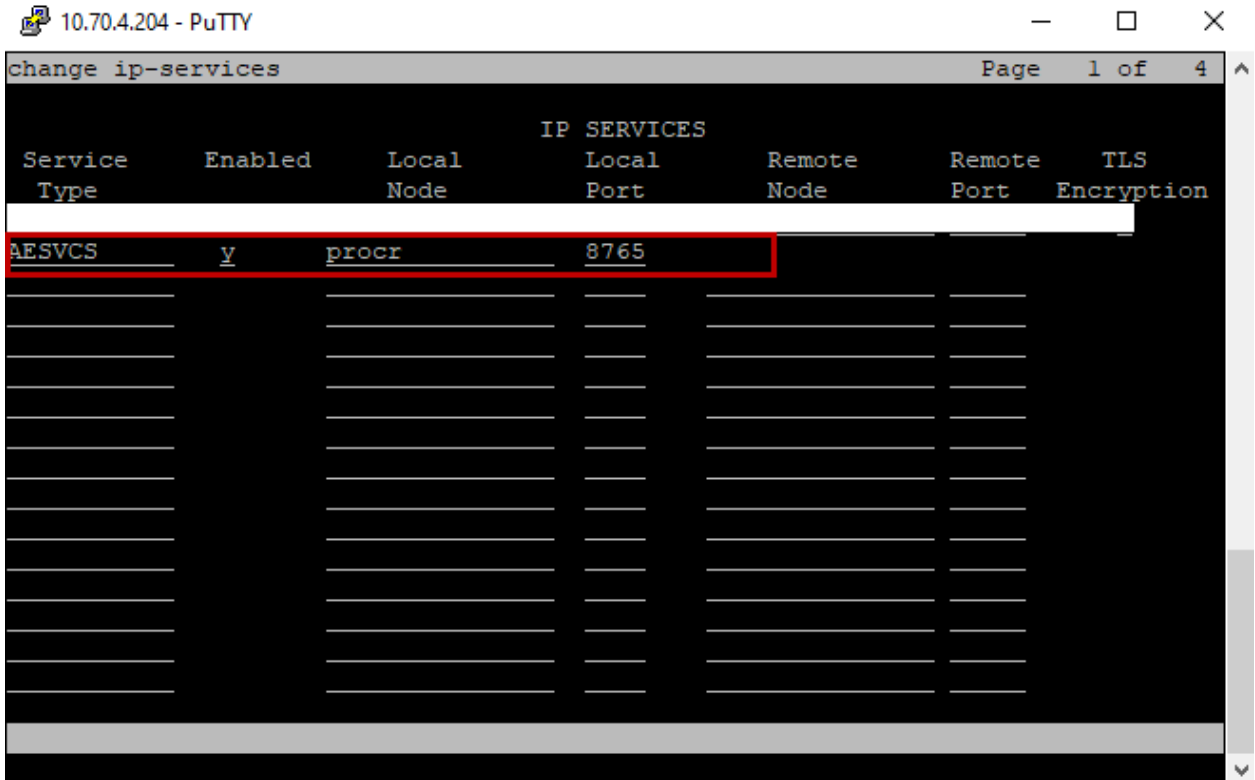 10.70.4.204 - PuTTY
change ip-services Page 1 of 4
IP SERVICES
Service Enabled Local Local Remote Remote TLS
Type Node Port Node Port Encryption
AESVCS y procr 8765